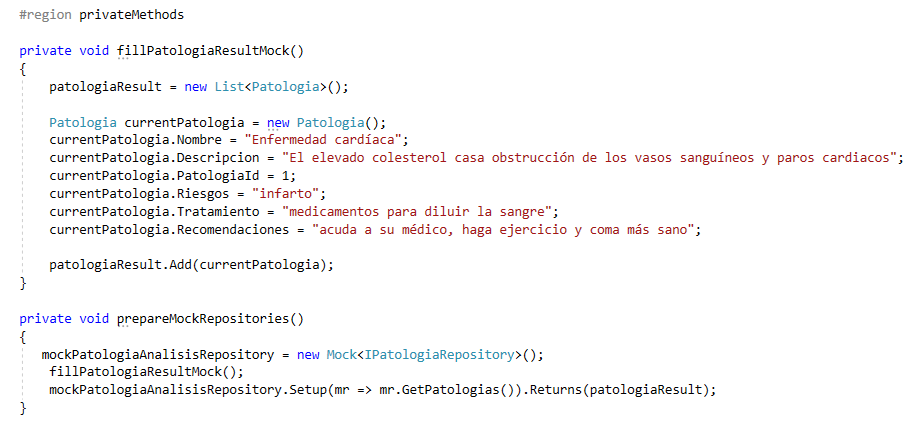 #region privateMethods
private void fillPatologiaResultMock()
{
patologiaResult = new List<Patologia>();
Patologia currentPatologia = new Patologia();
currentPatologia.Nombre = "Enfermedad cardíaca";
currentPatologia.Descripcion = "El elevado colesterol casa obstrucción de los vasos sanguíneos y paros cardiacos";
currentPatologia.PatologiaId = 1;
currentPatologia.Riesgos = "infarto";
currentPatologia.Tratamiento = "medicamentos para diluir la sangre";
currentPatologia.Recomendaciones = "acuda a su médico, haga ejercicio y coma más sano";
patologiaResult.Add(currentPatologia);
}
private void prepareMockRepositories()
{
mockPatologiaAnalisisRepository = new Mock<IPatologiaRepository>();
fillPatologiaResultMock();
mockPatologiaAnalisisRepository.Setup(mr => mr.GetPatologias()).Returns(patologiaResult);
}